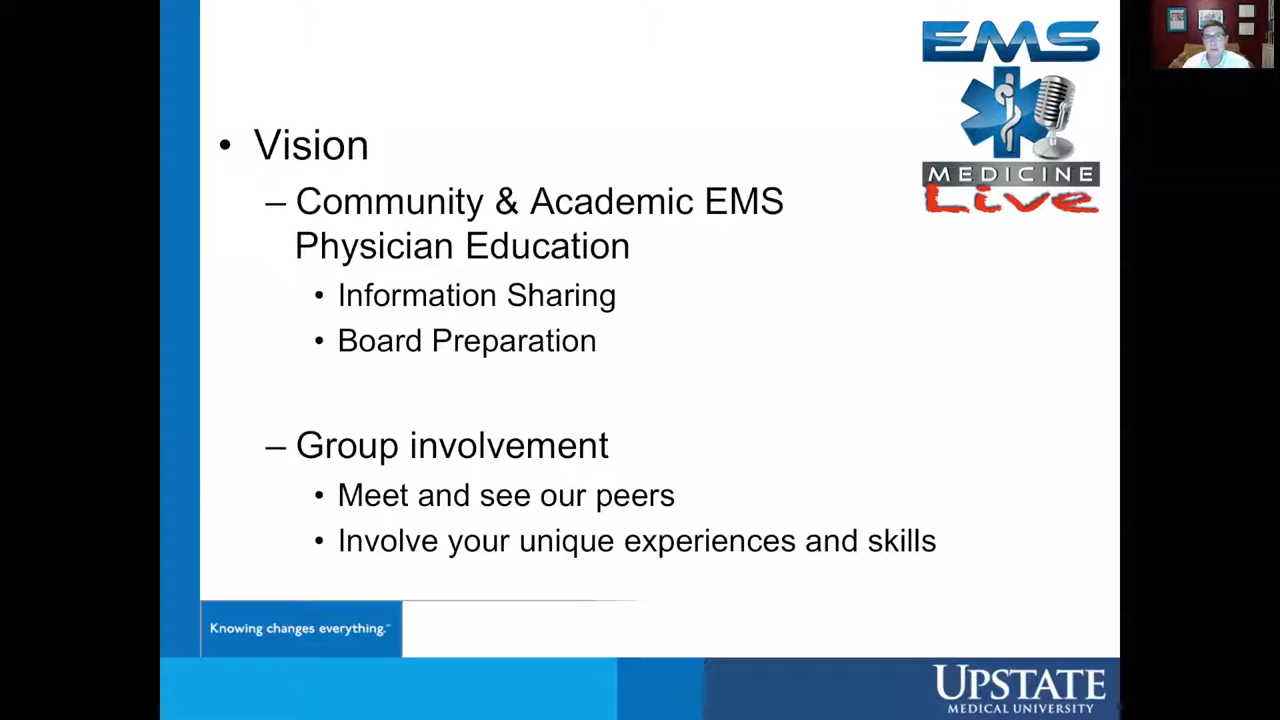 EMS
MEDICINE
Live
• Vision
– Community & Academic EMS
Physician Education
• Information Sharing
• Board Preparation
– Group involvement
• Meet and see our peers
• Involve your unique experiences and skills
Knowing changes everything.™
UPSTATE
MEDICAL UNIVERSITY